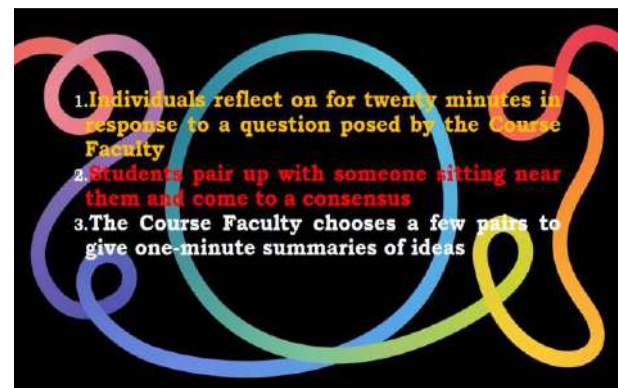 1.Individuals reflect on for twenty minutes in
response to a question posed by the Course
Faculty
2.Students pair up with someone sitting near
them and come to a consensus
3.The Course Faculty chooses a few pairs to
give one-minute summaries of ideas